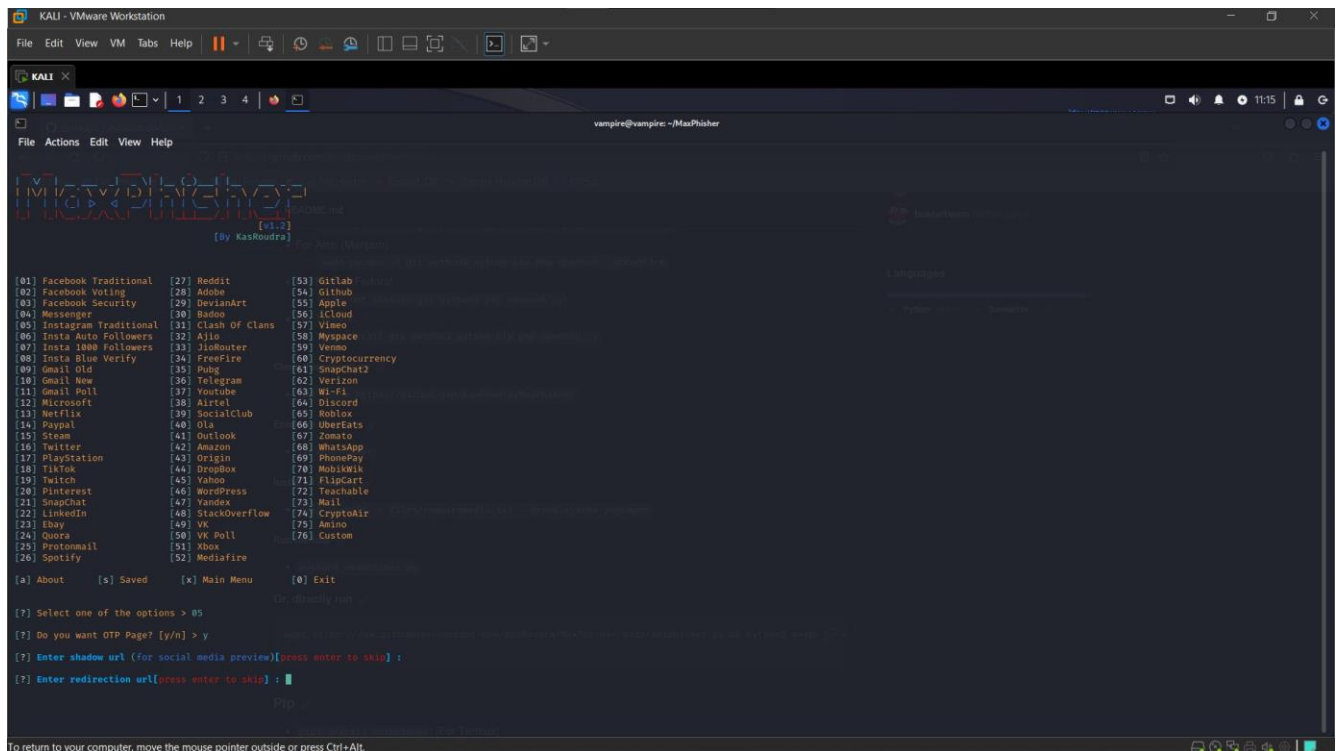 KALI - VMware Workstation
File Edit View VM Tabs Help
KALI
1 2 3 4
11:15
vampire@vampire: ~/MaxPhisher
File Actions Edit View Help
MaxPhisher
[v1.2]
[By KasRoudra]
[01] Facebook Traditional [27] Reddit [53] Gitlab
[02] Facebook Voting [28] Adobe [54] Github
[03] Facebook Security [29] DevianArt [55] Apple
[04] Messenger [30] Badoo [56] iCloud
[05] Instagram Traditional [31] Clash Of Clans [57] Vimeo
[06] Insta Auto Followers [32] Ajio [58] Myspace
[07] Insta 1000 Followers [33] JioRouter [59] Venmo
[08] Insta Blue Verify [34] FreeFire [60] Cryptocurrency
[09] Gmail Old [35] Pubg [61] SnapChat2
[10] Gmail New [36] Telegram [62] Verizon
[11] Gmail Poll [37] Youtube [63] Wi-Fi
[12] Microsoft [38] Airtel [64] Discord
[13] Netflix [39] SocialClub [65] Roblox
[14] Paypal [40] Ola [66] UberEats
[15] Steam [41] Outlook [67] Zomato
[16] Twitter [42] Amazon [68] WhatsApp
[17] PlayStation [43] Origin [69] PhonePay
[18] TikTok [44] DropBox [70] MobikWik
[19] Twitch [45] Yahoo [71] FlipCart
[20] Pinterest [46] WordPress [72] Teachable
[21] SnapChat [47] Yandex [73] Mail
[22] LinkedIn [48] StackOverflow [74] CryptoAir
[23] Ebay [49] VK [75] Amino
[24] Quora [50] VK Poll [76] Custom
[25] Protonmail [51] Xbox
[26] Spotify [52] Mediafire
[a] About [s] Saved [x] Main Menu [0] Exit
[?] Select one of the options > 05
[?] Do you want OTP Page? [y/n] > y
[?] Enter shadow url (for social media preview)[press enter to skip] :
[?] Enter redirection url[press enter to skip] :
To return to your computer, move the mouse pointer outside or press Ctrl+Alt.